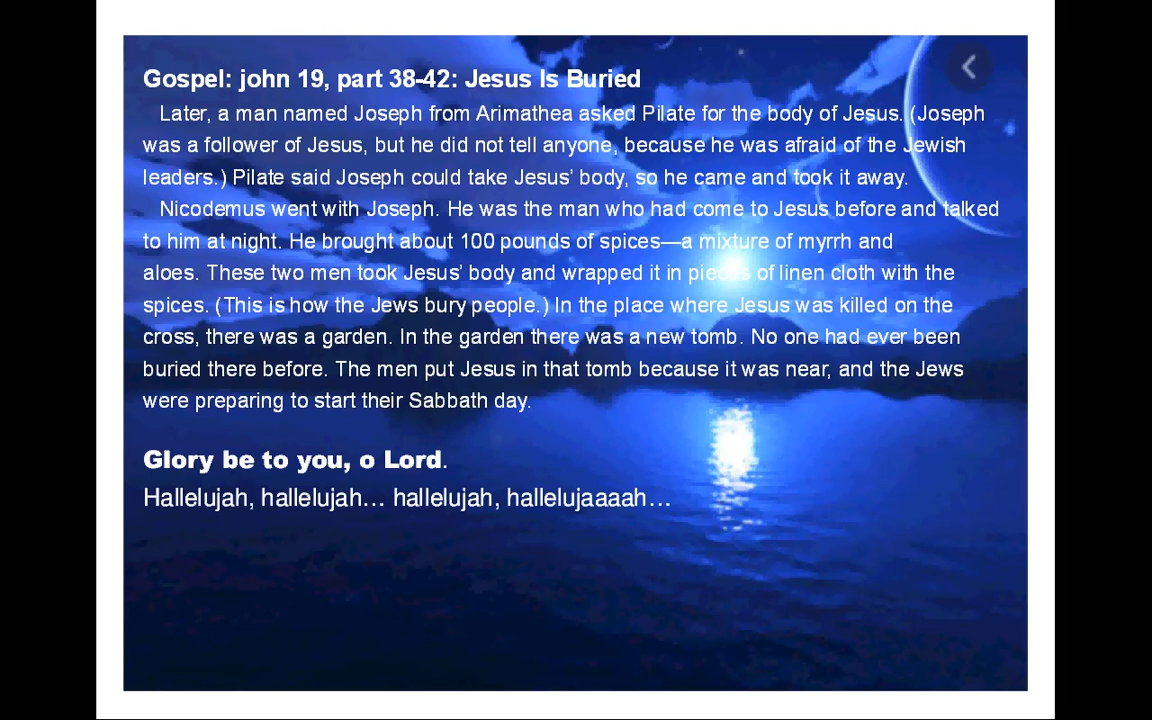 Gospel: john 19, part 38-42: Jesus Is Buried
Later, a man named Joseph from Arimathea asked Pilate for the body of Jesus. (Joseph
was a follower of Jesus, but he did not tell anyone, because he was afraid of the Jewish
leaders.) Pilate said Joseph could take Jesus’ body, so he came and took it away.
Nicodemus went with Joseph. He was the man who had come to Jesus before and talked
to him at night. He brought about 100 pounds of spices—a mixture of myrrh and
aloes. These two men took Jesus’ body and wrapped it in pieces of linen cloth with the
spices. (This is how the Jews bury people.) In the place where Jesus was killed on the
cross, there was a garden. In the garden there was a new tomb. No one had ever been
buried there before. The men put Jesus in that tomb because it was near, and the Jews
were preparing to start their Sabbath day.
Glory be to you, o Lord.
Hallelujah, hallelujah… hallelujah, hallelujaaaah…